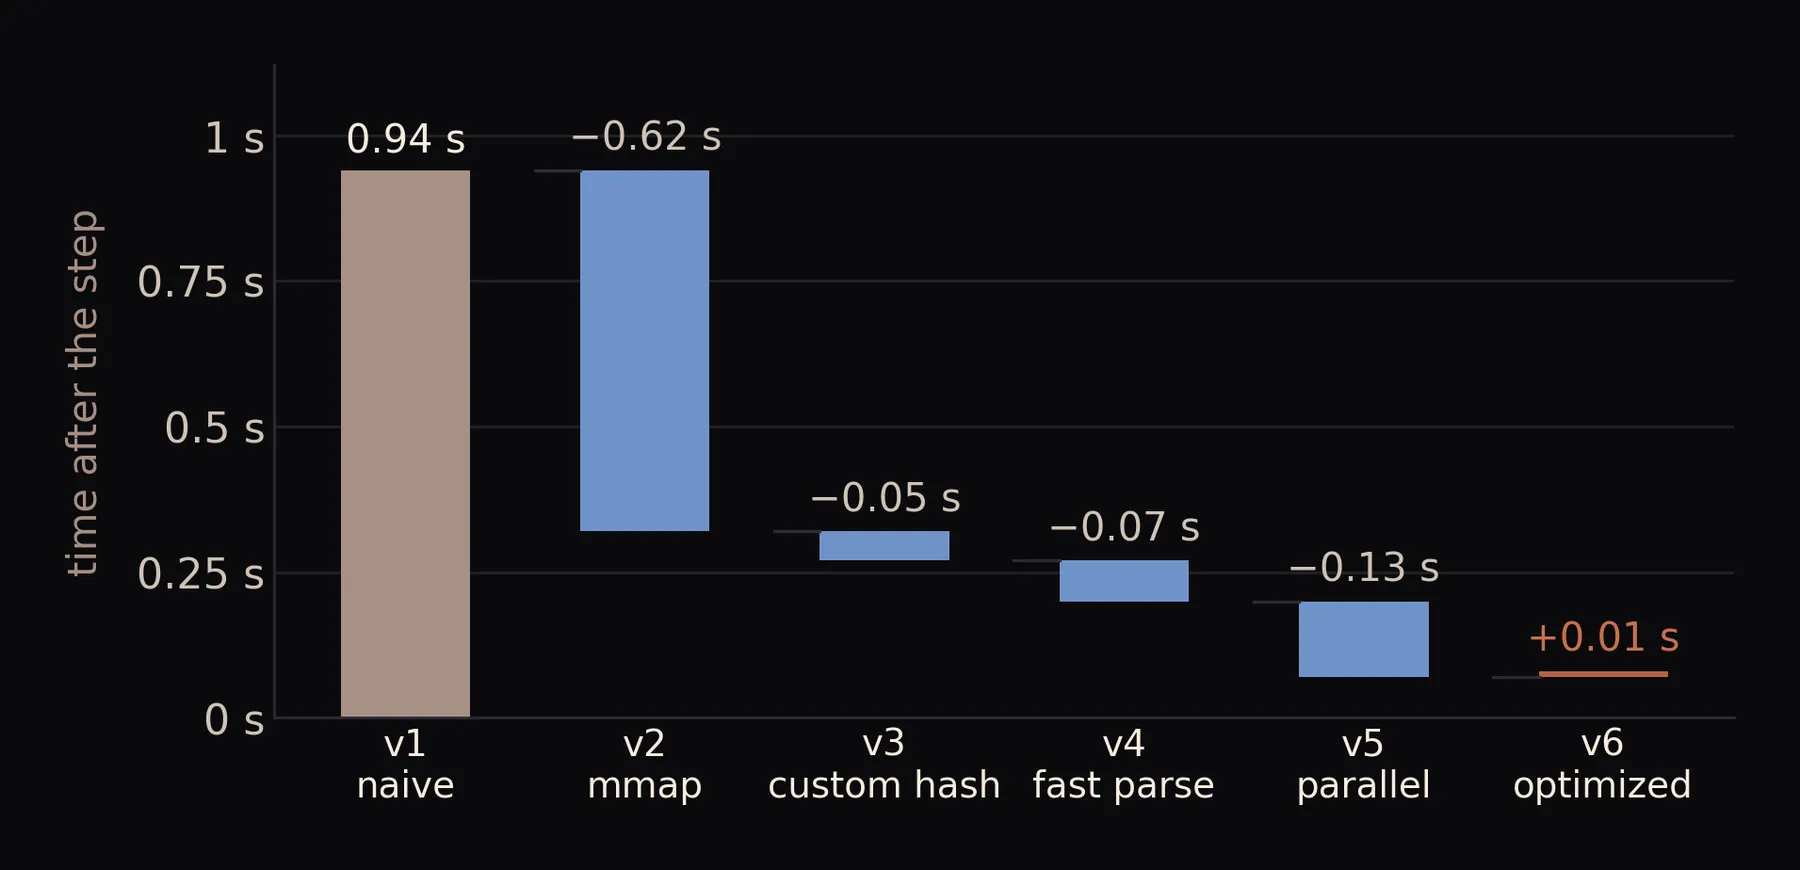 time after the step
1 s
0.75 s
0.5 s
0.25 s
0 s
0.94 s
−0.62 s
−0.05 s
−0.07 s
−0.13 s
+0.01 s
v1
naive
v2
mmap
v3
custom hash
v4
fast parse
v5
parallel
v6
optimized